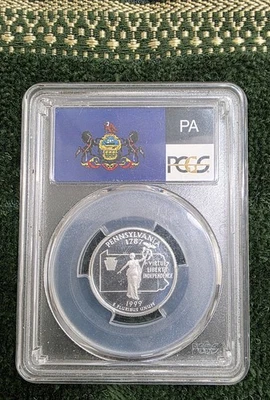 PA
PCGS
PENNSYLVANIA
1787
VIRTUE
LIBERTY
INDEPENDENCE
1999
E PLURIBUS UNUM